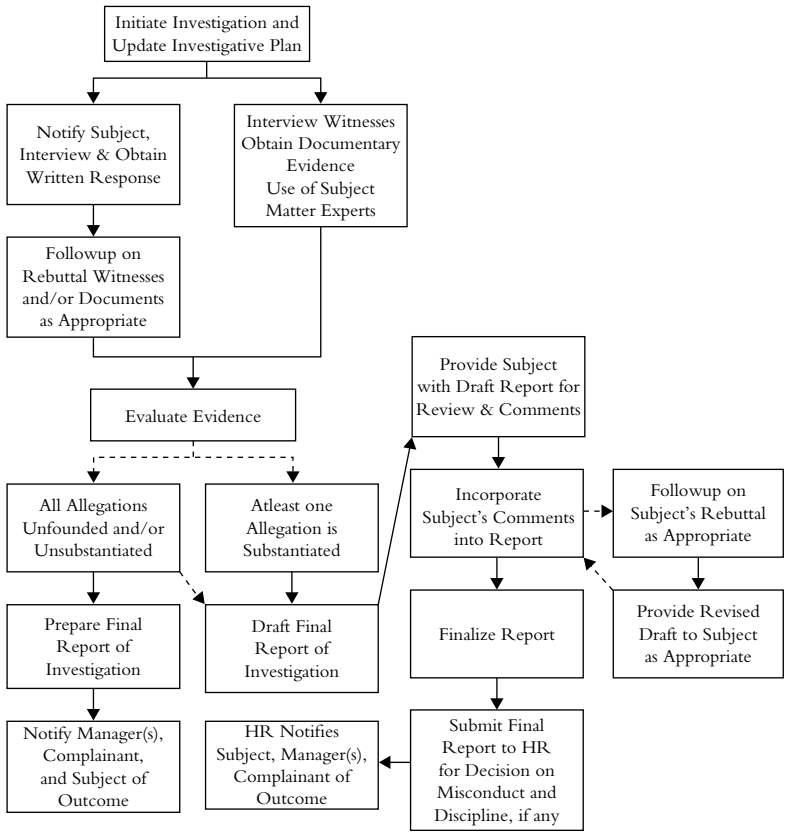 Initiate Investigation and
Update Investigative Plan
Notify Subject,
Interview & Obtain
Written Response
Interview Witnesses
Obtain Documentary
Evidence
Use of Subject
Matter Experts
Followup on
Rebuttal Witnesses
and/or Documents
as Appropriate
Evaluate Evidence
All Allegations
Unfounded and/or
Unsubstantiated
Atleast one
Allegation is
Substantiated
Prepare Final
Report of
Investigation
Draft Final
Report of
Investigation
Notify Manager(s),
Complainant,
and Subject of
Outcome
Provide Subject
with Draft Report for
Review & Comments
Incorporate
Subject's Comments
into Report
Followup on
Subject's Rebuttal
as Appropriate
Provide Revised
Draft to Subject
as Appropriate
Finalize Report
Submit Final
Report to HR
for Decision on
Misconduct and
Discipline, if any
HR Notifies
Subject, Manager(s),
Complainant of
Outcome